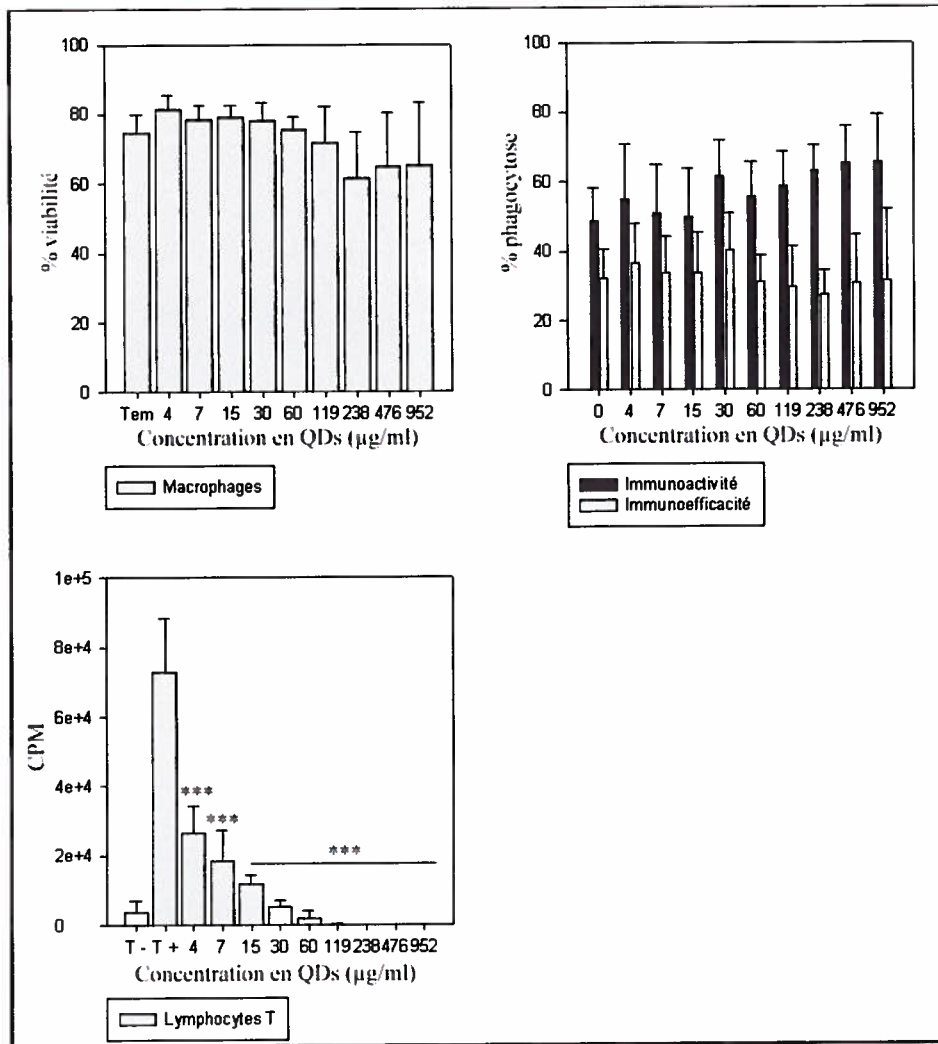 100
80
60
40
20
0
% viabilité
Tem 4 7 15 30 60 119 238 476 952
Concentration en QDs (µg/ml)
Macrophages
100
80
60
40
20
0
% phagocytose
0 4 7 15 30 60 119 238 476 952
Concentration en QDs (µg/ml)
Immunoactivité
Immunoefficacité
1e+5
8e+4
6e+4
4e+4
2e+4
0
CPM
***
***
***
T - T + 4 7 15 30 60 119 238 476 952
Concentration en QDs (µg/ml)
Lymphocytes T